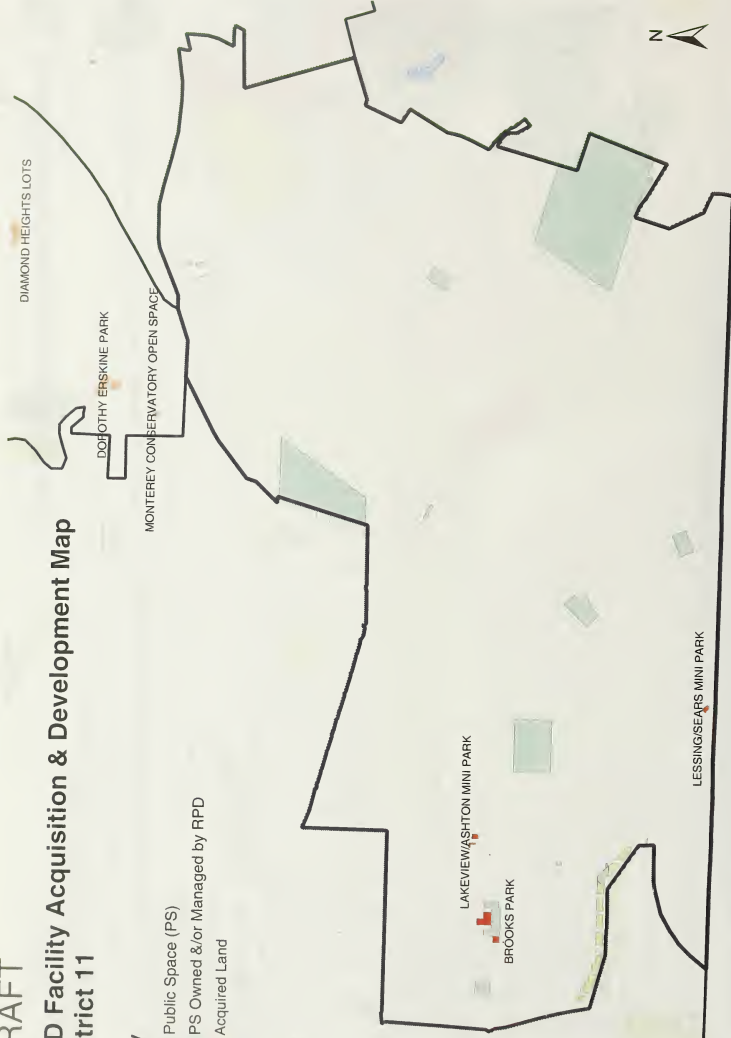 RAFT
D Facility Acquisition & Development Map
trict 11
Public Space (PS)
PS Owned &/or Managed by RPD
Acquired Land
DIAMOND HEIGHTS LOTS
DOROTHY ERSKINE PARK
MONTEREY CONSERVATORY OPEN SPACE
LAKEVIEW/ASHTON MINI PARK
BROOKS PARK
LESSING/SEARS MINI PARK
N